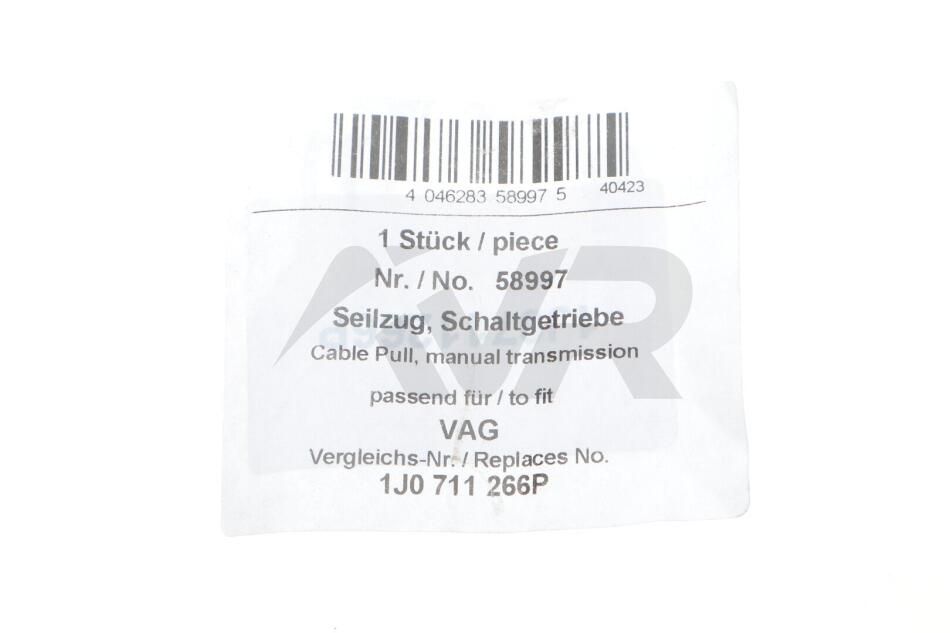 4 046283 58997 5 40423
1 Stück / piece
Nr. / No. 58997
Seilzug, Schaltgetriebe
Cable Pull, manual transmission
passend für / to fit
VAG
Vergleichs-Nr. / Replaces No.
1J0 711 266P
AVR